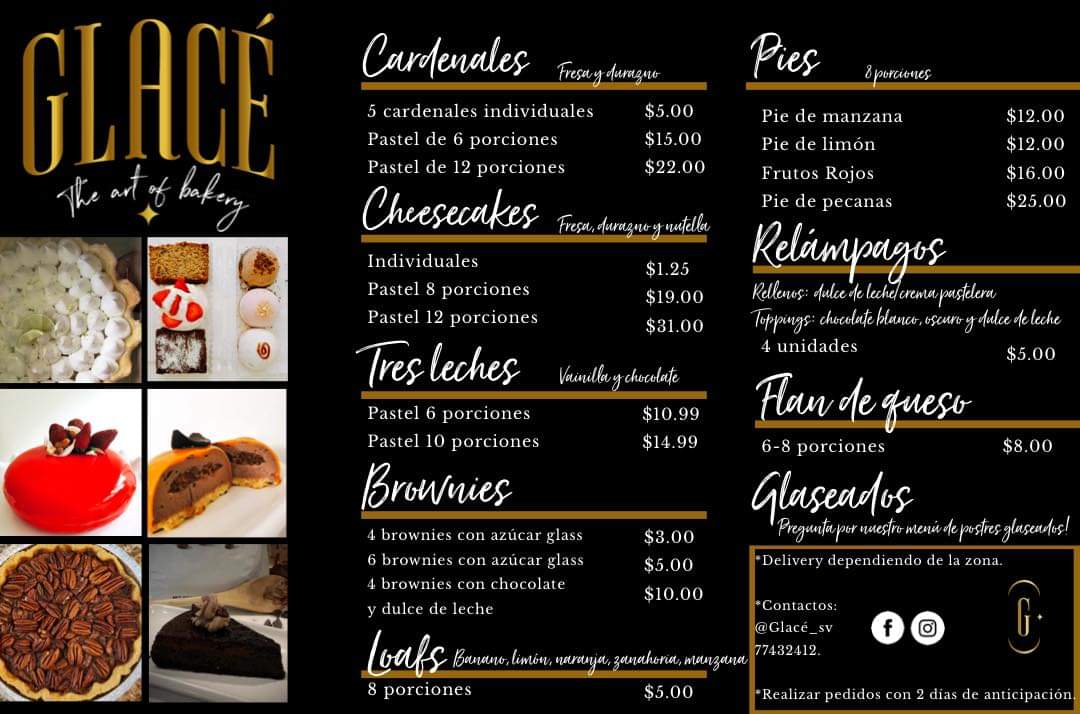 GLACÉ
The art of bakery
Cardenales Fresa y durazno
5 cardenales individuales $5.00
Pastel de 6 porciones $15.00
Pastel de 12 porciones $22.00
Cheesecakes Fresa, durazno y nutella
Individuales $1.25
Pastel 8 porciones $19.00
Pastel 12 porciones $31.00
Tres leches Vainilla y chocolate
Pastel 6 porciones $10.99
Pastel 10 porciones $14.99
Brownies
4 brownies con azúcar glass $3.00
6 brownies con azúcar glass $5.00
4 brownies con chocolate
y dulce de leche $10.00
Loafs Banano, limón, naranja, zanahoria, manzana
8 porciones $5.00
Pies 8 porciones
Pie de manzana $12.00
Pie de limón $12.00
Frutos Rojos $16.00
Pie de pecanas $25.00
Relámpagos
Rellenos: dulce de leche/crema pastelera
Toppings: chocolate blanco, oscuro y dulce de leche
4 unidades $5.00
Flan de queso
6-8 porciones $8.00
Glaseados
Pregunta por nuestro menú de postres glaseados!
*Delivery dependiendo de la zona.
*Contactos:
@Glacé_sv
77432412.
G
*Realizar pedidos con 2 días de anticipación.